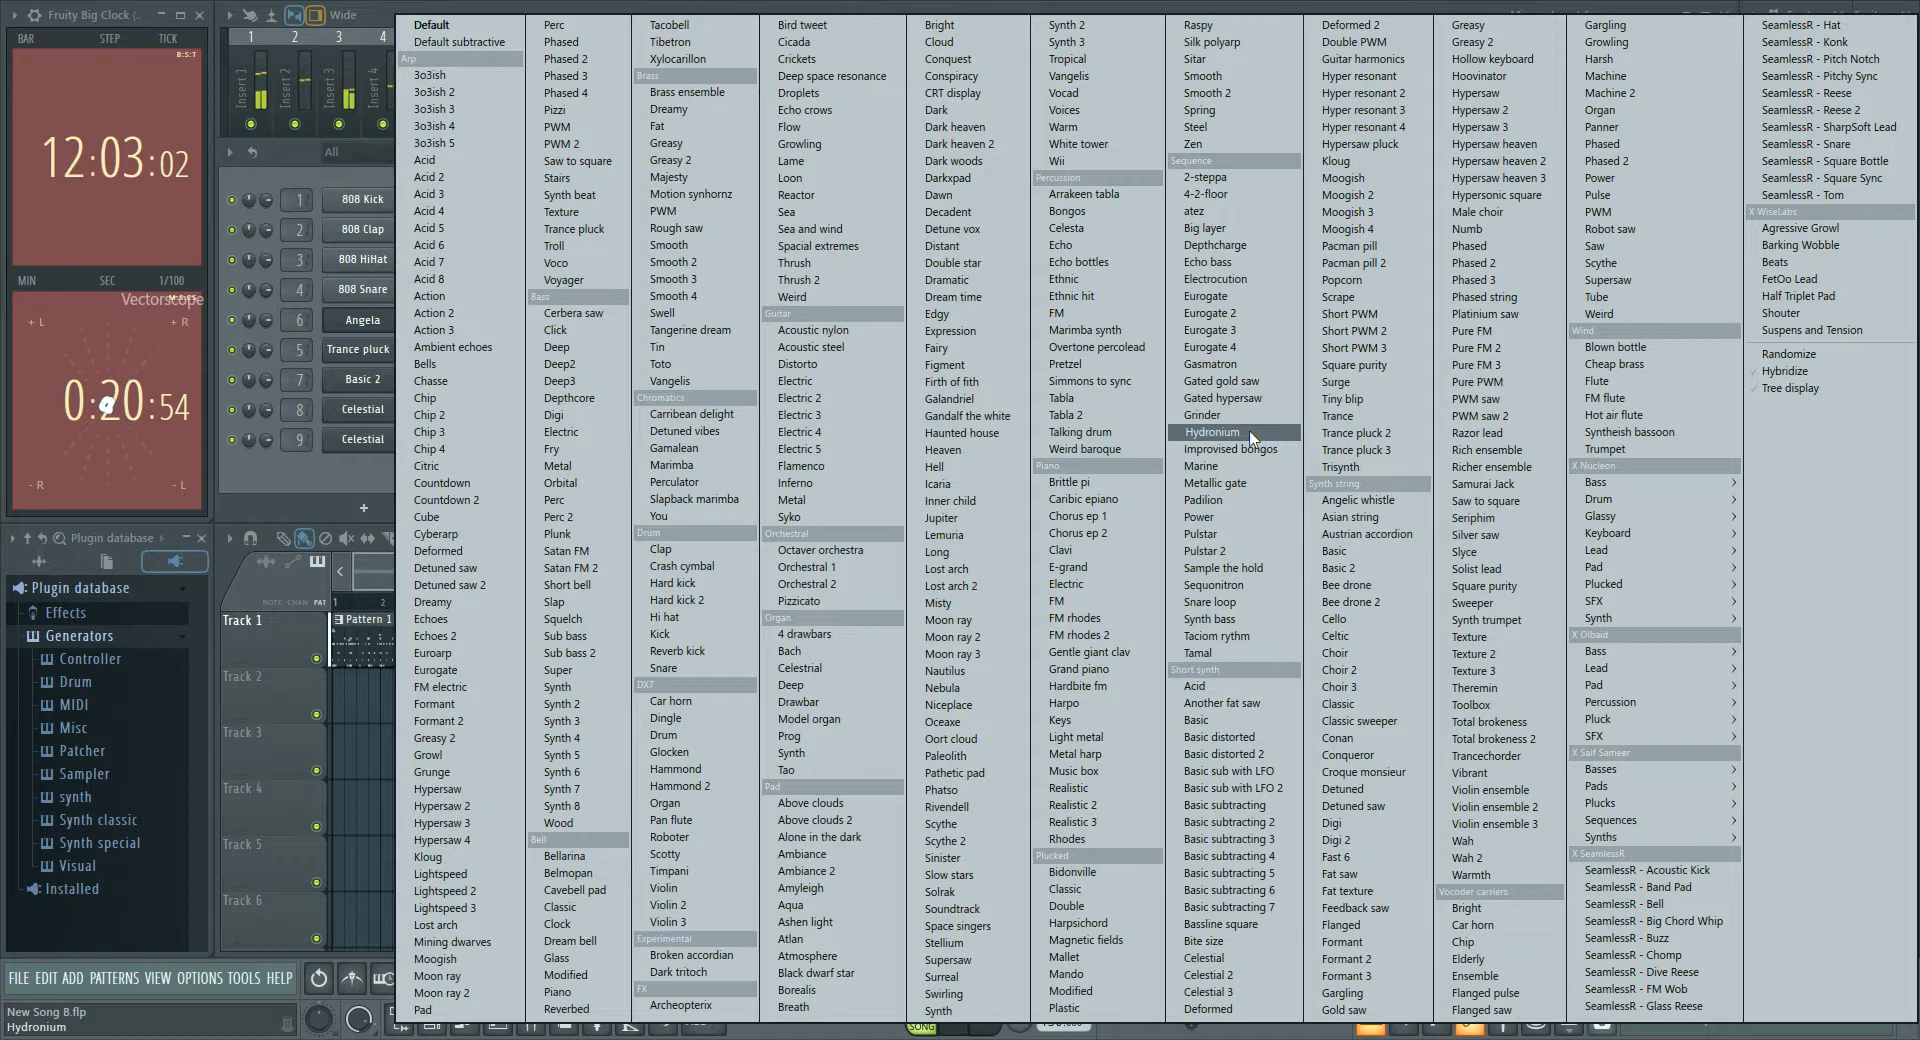 Fruity Big Clock (
BAR STEP TICK
B:S:T
12:03:02
MIN SEC 1/100
M:S:CS
Vectorscope
+ L + R
0:20:54
- R - L
Plugin database
Plugin database
Effects
Generators
Controller
Drum
MIDI
Misc
Patcher
Sampler
synth
Synth classic
Synth special
Visual
Installed
FILE EDIT ADD PATTERNS VIEW OPTIONS TOOLS HELP
New Song B.flp
Hydronium
Wide
1 2 3 4
Insert 1
Insert 2
Insert 3
Insert 4
All
1 808 Kick
2 808 Clap
3 808 HiHat
4 808 Snare
6 Angela
5 Trance pluck
7 Basic 2
8 Celestial
9 Celestial
+
NOTE CHAN PAT
1 2
Track 1
Pattern 1
Track 2
Track 3
Track 4
Track 5
Track 6
Default
Default subtractive
Arp
3o3ish
3o3ish 2
3o3ish 3
3o3ish 4
3o3ish 5
Acid
Acid 2
Acid 3
Acid 4
Acid 5
Acid 6
Acid 7
Acid 8
Action
Action 2
Action 3
Ambient echoes
Bells
Chasse
Chip
Chip 2
Chip 3
Chip 4
Citric
Countdown
Countdown 2
Cube
Cyberarp
Deformed
Detuned saw
Detuned saw 2
Dreamy
Echoes
Echoes 2
Euroarp
Eurogate
FM electric
Formant
Formant 2
Greasy 2
Growl
Grunge
Hypersaw
Hypersaw 2
Hypersaw 3
Hypersaw 4
Kloug
Lightspeed
Lightspeed 2
Lightspeed 3
Lost arch
Mining dwarves
Moogish
Moon ray
Moon ray 2
Pad
Perc
Phased
Phased 2
Phased 3
Phased 4
Pizzi
PWM
PWM 2
Saw to square
Stairs
Synth beat
Texture
Trance pluck
Troll
Voco
Voyager
Bass
Cerbera saw
Click
Deep
Deep2
Deep3
Depthcore
Digi
Electric
Fry
Metal
Orbital
Perc
Perc 2
Plunk
Satan FM
Satan FM 2
Short bell
Slap
Squelch
Sub bass
Sub bass 2
Super
Synth
Synth 2
Synth 3
Synth 4
Synth 5
Synth 6
Synth 7
Synth 8
Wood
Bell
Bellarina
Belmopan
Cavebell pad
Classic
Clock
Dream bell
Glass
Modified
Piano
Reverbed
Tacobell
Tibetron
Xylocarillon
Brass
Brass ensemble
Dreamy
Fat
Greasy
Greasy 2
Majesty
Motion synhornz
PWM
Rough saw
Smooth
Smooth 2
Smooth 3
Smooth 4
Swell
Tangerine dream
Tin
Toto
Vangelis
Chromatics
Carribean delight
Detuned vibes
Gamalean
Marimba
Perculator
Slapback marimba
You
Drum
Clap
Crash cymbal
Hard kick
Hard kick 2
Hi hat
Kick
Reverb kick
Snare
DX7
Car horn
Dingle
Drum
Glocken
Hammond
Hammond 2
Organ
Pan flute
Roboter
Scotty
Timpani
Violin
Violin 2
Violin 3
Experimental
Broken accordian
Dark tritoch
FX
Archeopterix
Bird tweet
Cicada
Crickets
Deep space resonance
Droplets
Echo crows
Flow
Growling
Lame
Loon
Reactor
Sea
Sea and wind
Spacial extremes
Thrush
Thrush 2
Weird
Guitar
Acoustic nylon
Acoustic steel
Distorto
Electric
Electric 2
Electric 3
Electric 4
Electric 5
Flamenco
Inferno
Metal
Syko
Orchestral
Octaver orchestra
Orchestral 1
Orchestral 2
Pizzicato
Organ
4 drawbars
Bach
Celestrial
Deep
Drawbar
Model organ
Prog
Synth
Tao
Pad
Above clouds
Above clouds 2
Alone in the dark
Ambiance
Ambiance 2
Amyleigh
Aqua
Ashen light
Atlan
Atmosphere
Black dwarf star
Borealis
Breath
Bright
Cloud
Conquest
Conspiracy
CRT display
Dark
Dark heaven
Dark heaven 2
Dark woods
Darkxpad
Dawn
Decadent
Detune vox
Distant
Double star
Dramatic
Dream time
Edgy
Expression
Fairy
Figment
Firth of fith
Galandriel
Gandalf the white
Haunted house
Heaven
Hell
Icaria
Inner child
Jupiter
Lemuria
Long
Lost arch
Lost arch 2
Misty
Moon ray
Moon ray 2
Moon ray 3
Nautilus
Nebula
Niceplace
Oceaxe
Oort cloud
Paleolith
Pathetic pad
Phatso
Rivendell
Scythe
Scythe 2
Sinister
Slow stars
Solrak
Soundtrack
Space singers
Stellium
Supersaw
Surreal
Swirling
Synth
Synth 2
Synth 3
Tropical
Vangelis
Vocad
Voices
Warm
White tower
Wii
Percussion
Arrakeen tabla
Bongos
Celesta
Echo
Echo bottles
Ethnic
Ethnic hit
FM
Marimba synth
Overtone percolead
Pretzel
Simmons to sync
Tabla
Tabla 2
Talking drum
Weird baroque
Piano
Brittle pi
Caribic epiano
Chorus ep 1
Chorus ep 2
Clavi
E-grand
Electric
FM
FM rhodes
FM rhodes 2
Gentle giant clav
Grand piano
Hardbite fm
Harpo
Keys
Light metal
Metal harp
Music box
Realistic
Realistic 2
Realistic 3
Rhodes
Plucked
Bidonville
Classic
Double
Harpsichord
Magnetic fields
Mallet
Mando
Modified
Plastic
Raspy
Silk polyarp
Sitar
Smooth
Smooth 2
Spring
Steel
Zen
Sequence
2-steppa
4-2-floor
atez
Big layer
Depthcharge
Echo bass
Electrocution
Eurogate
Eurogate 2
Eurogate 3
Eurogate 4
Gasmatron
Gated gold saw
Gated hypersaw
Grinder
Hydronium
Improvised bongos
Marine
Metallic gate
Padilion
Power
Pulstar
Pulstar 2
Sample the hold
Sequonitron
Snare loop
Synth bass
Taciom rythm
Tamal
Short synth
Acid
Another fat saw
Basic
Basic distorted
Basic distorted 2
Basic sub with LFO
Basic sub with LFO 2
Basic subtracting
Basic subtracting 2
Basic subtracting 3
Basic subtracting 4
Basic subtracting 5
Basic subtracting 6
Basic subtracting 7
Bassline square
Bite size
Celestial
Celestial 2
Celestial 3
Deformed
Deformed 2
Double PWM
Guitar harmonics
Hyper resonant
Hyper resonant 2
Hyper resonant 3
Hyper resonant 4
Hypersaw pluck
Kloug
Moogish
Moogish 2
Moogish 3
Moogish 4
Pacman pill
Pacman pill 2
Popcorn
Scrape
Short PWM
Short PWM 2
Short PWM 3
Square purity
Surge
Tiny blip
Trance
Trance pluck 2
Trance pluck 3
Trisynth
Synth string
Angelic whistle
Asian string
Austrian accordion
Basic
Basic 2
Bee drone
Bee drone 2
Cello
Celtic
Choir
Choir 2
Choir 3
Classic
Classic sweeper
Conan
Conqueror
Croque monsieur
Detuned
Detuned saw
Digi
Digi 2
Fast 6
Fat saw
Fat texture
Feedback saw
Flanged
Formant
Formant 2
Formant 3
Gargling
Gold saw
Greasy
Greasy 2
Hollow keyboard
Hoovinator
Hypersaw
Hypersaw 2
Hypersaw 3
Hypersaw heaven
Hypersaw heaven 2
Hypersaw heaven 3
Hypersonic square
Male choir
Numb
Phased
Phased 2
Phased 3
Phased string
Platinium saw
Pure FM
Pure FM 2
Pure FM 3
Pure PWM
PWM saw
PWM saw 2
Razor lead
Rich ensemble
Richer ensemble
Samurai Jack
Saw to square
Seriphim
Silver saw
Slyce
Solist lead
Square purity
Sweeper
Synth trumpet
Texture
Texture 2
Texture 3
Theremin
Toolbox
Total brokeness
Total brokeness 2
Trancechorder
Vibrant
Violin ensemble
Violin ensemble 2
Violin ensemble 3
Wah
Wah 2
Warmth
Vocoder carriers
Bright
Car horn
Chip
Elderly
Ensemble
Flanged pulse
Flanged saw
Gargling
Growling
Harsh
Machine
Machine 2
Organ
Panner
Phased
Phased 2
Power
Pulse
PWM
Robot saw
Saw
Scythe
Supersaw
Tube
Weird
Wind
Blown bottle
Cheap brass
Flute
FM flute
Hot air flute
Syntheish bassoon
Trumpet
X Nucleon
Bass
Drum
Glassy
Keyboard
Lead
Pad
Plucked
SFX
Synth
X Olbaid
Bass
Lead
Pad
Percussion
Pluck
SFX
X Saif Sameer
Basses
Pads
Plucks
Sequences
Synths
X SeamlessR
SeamlessR - Acoustic Kick
SeamlessR - Band Pad
SeamlessR - Bell
SeamlessR - Big Chord Whip
SeamlessR - Buzz
SeamlessR - Chomp
SeamlessR - Dive Reese
SeamlessR - FM Wob
SeamlessR - Glass Reese
SeamlessR - Hat
SeamlessR - Konk
SeamlessR - Pitch Notch
SeamlessR - Pitchy Sync
SeamlessR - Reese
SeamlessR - Reese 2
SeamlessR - SharpSoft Lead
SeamlessR - Snare
SeamlessR - Square Bottle
SeamlessR - Square Sync
SeamlessR - Tom
X WiseLabs
Agressive Growl
Barking Wobble
Beats
FetOo Lead
Half Triplet Pad
Shouter
Suspens and Tension
Randomize
Hybridize
Tree display
SONG